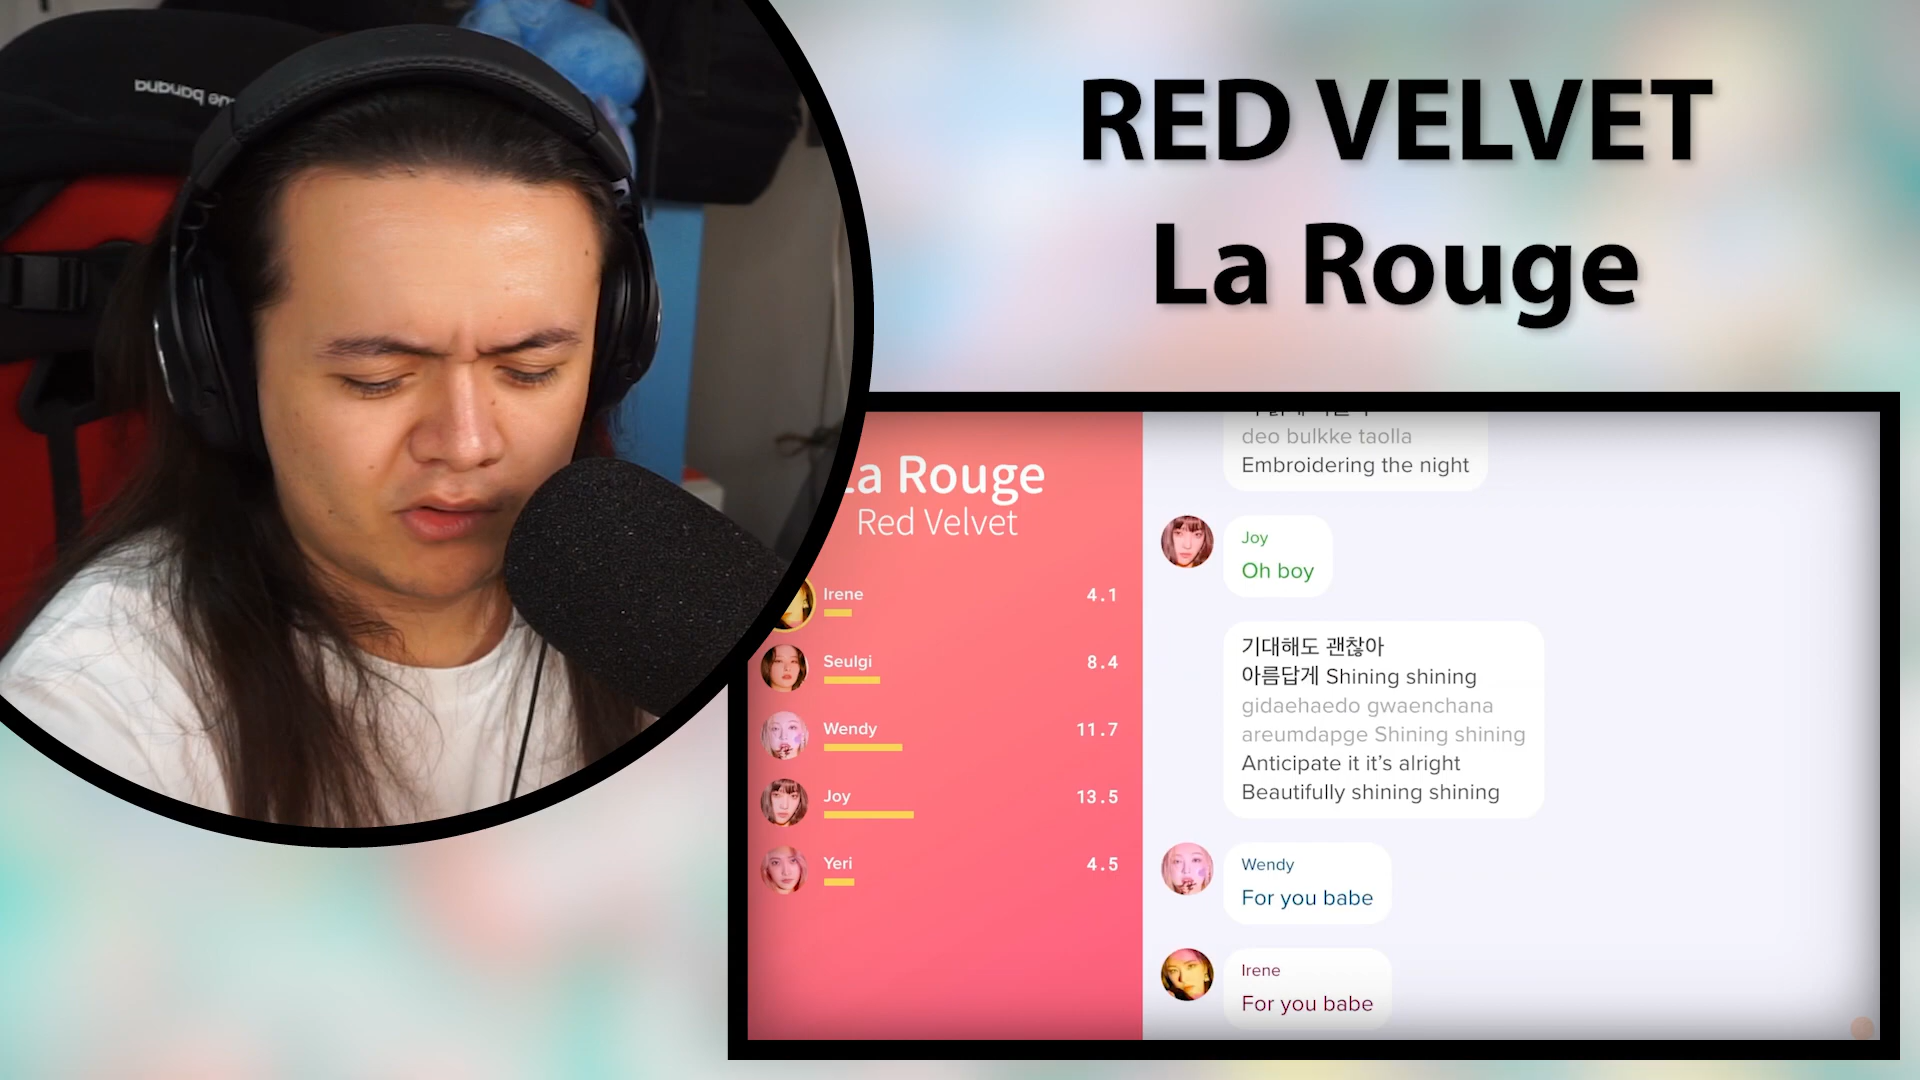 RED VELVET
La Rouge
La Rouge
Red Velvet
Irene 4.1
Seulgi 8.4
Wendy 11.7
Joy 13.5
Yeri 4.5
deo bulkke taolla
Embroidering the night
Joy
Oh boy
기대해도 괜찮아
아름답게 Shining shining
gidaehaedo gwaenchana
areumdapge Shining shining
Anticipate it it's alright
Beautifully shining shining
Wendy
For you babe
Irene
For you babe